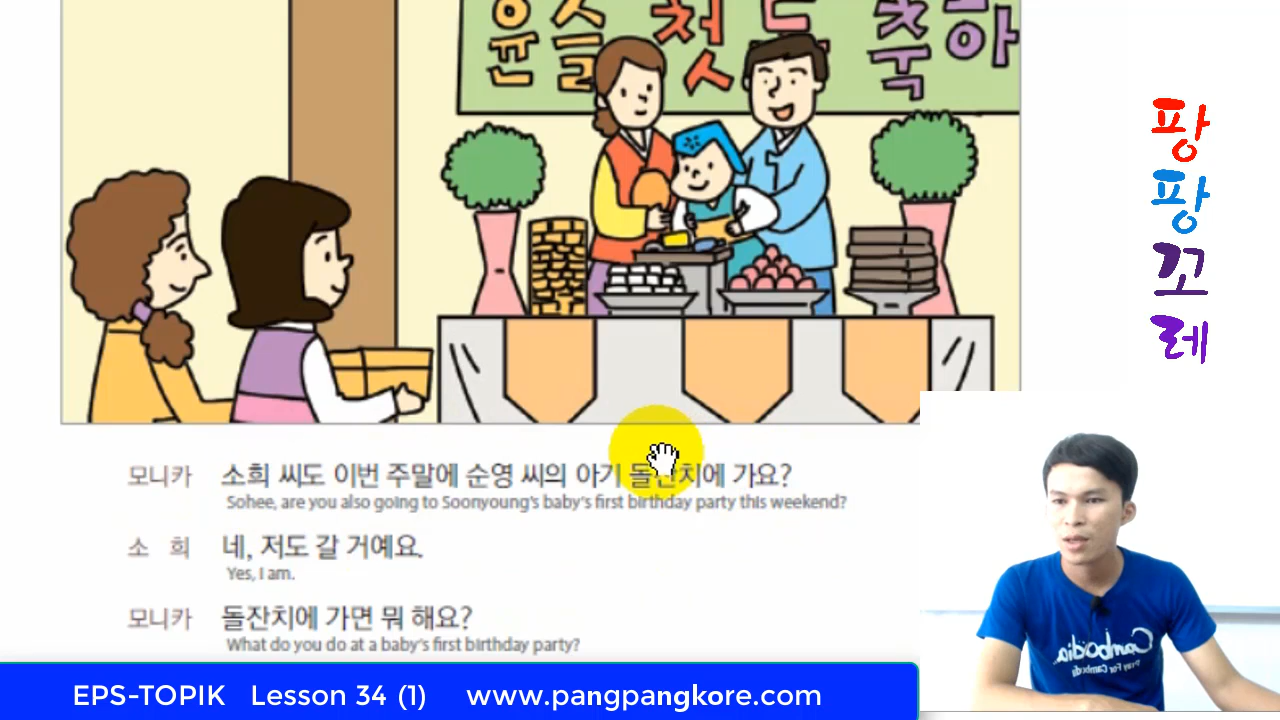 윤슬 첫 돌 축하
팡
팡
꼬
레
모니카 소희 씨도 이번 주말에 순영 씨의 아기 돌잔치에 가요?
Sohee, are you also going to Soonyoung's baby's first birthday party this weekend?
소 희 네, 저도 갈 거예요.
Yes, I am.
모니카 돌잔치에 가면 뭐 해요?
What do you do at a baby's first birthday party?
Cambodia
Pray For Cambodia
EPS-TOPIK Lesson 34 (1) www.pangpangkore.com